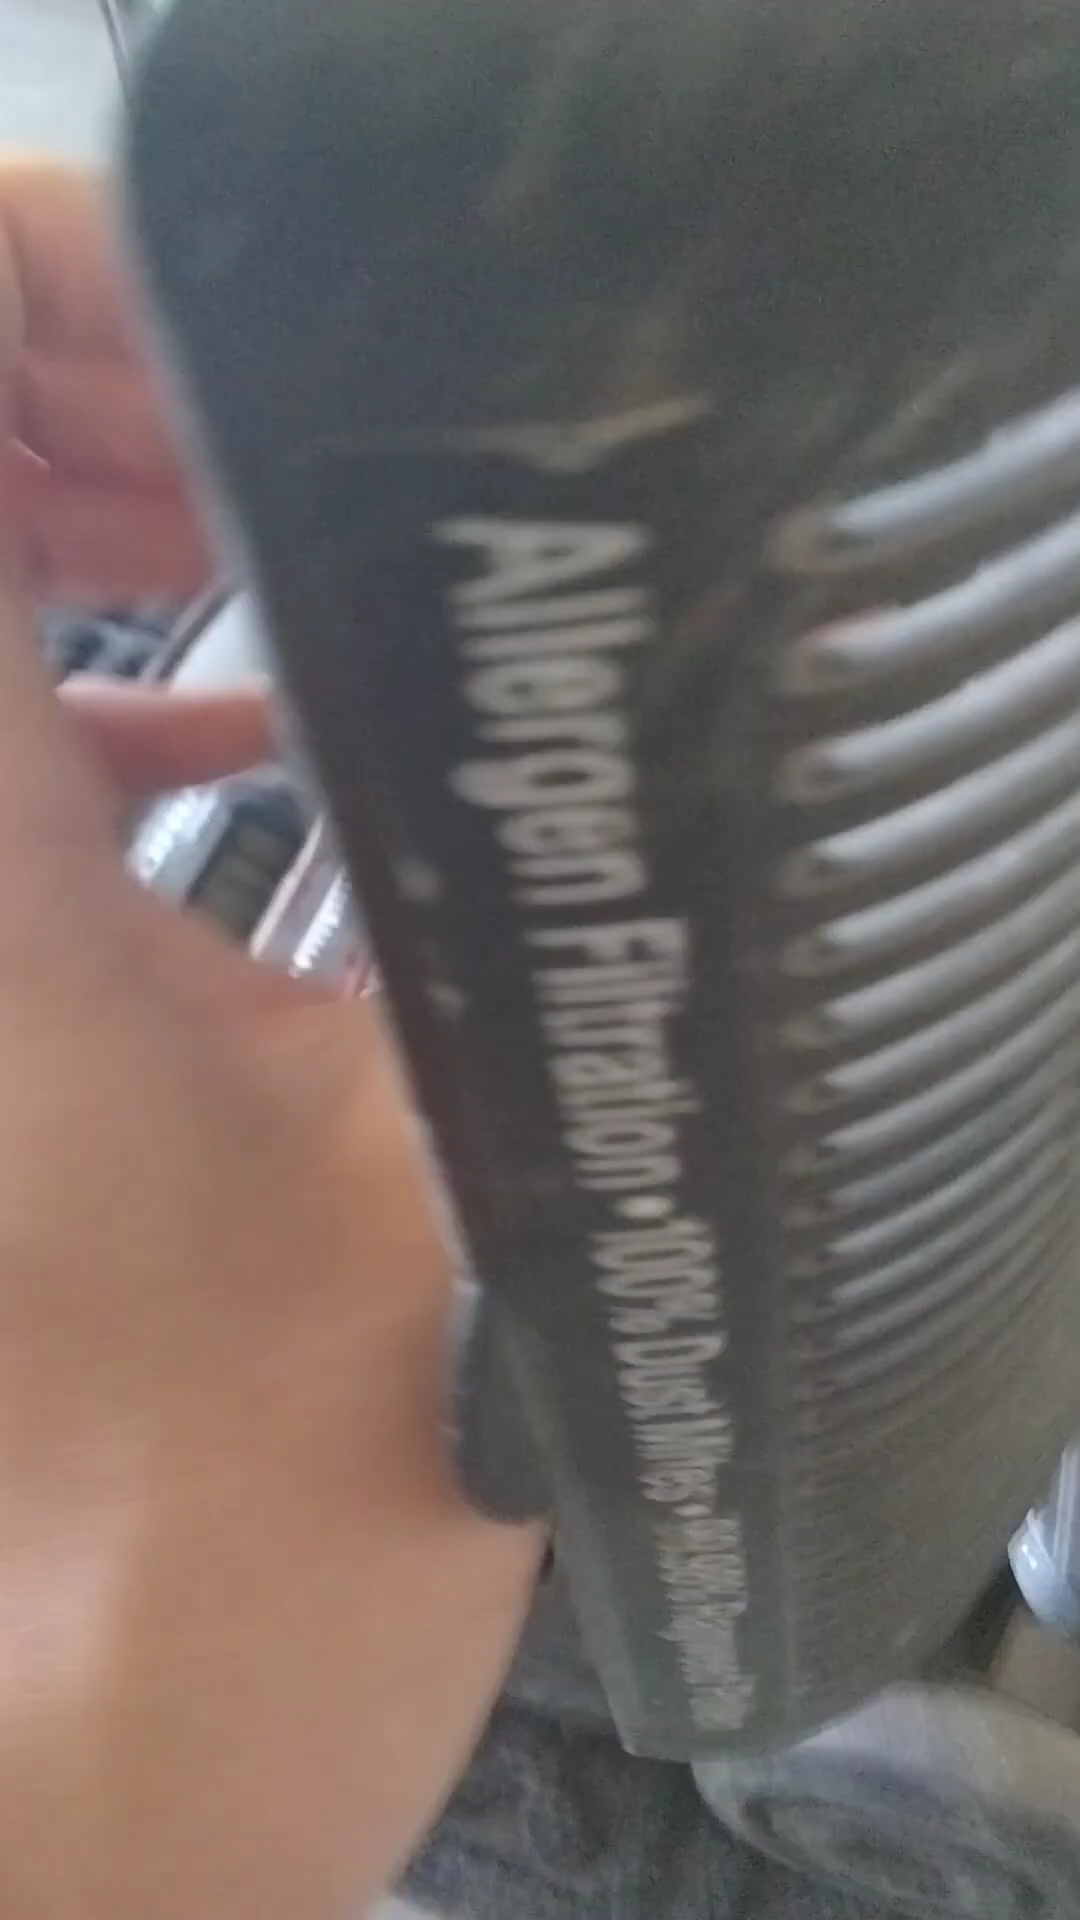 Allergen Filtration • 100% Dust Mites •